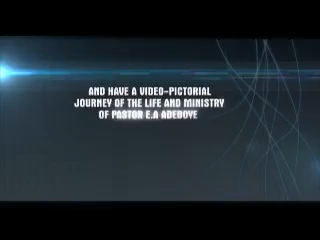 AND HAVE A VIDEO-PICTORIAL
JOURNEY OF THE LIFE AND MINISTRY
OF PASTOR E.A ADEBOYE